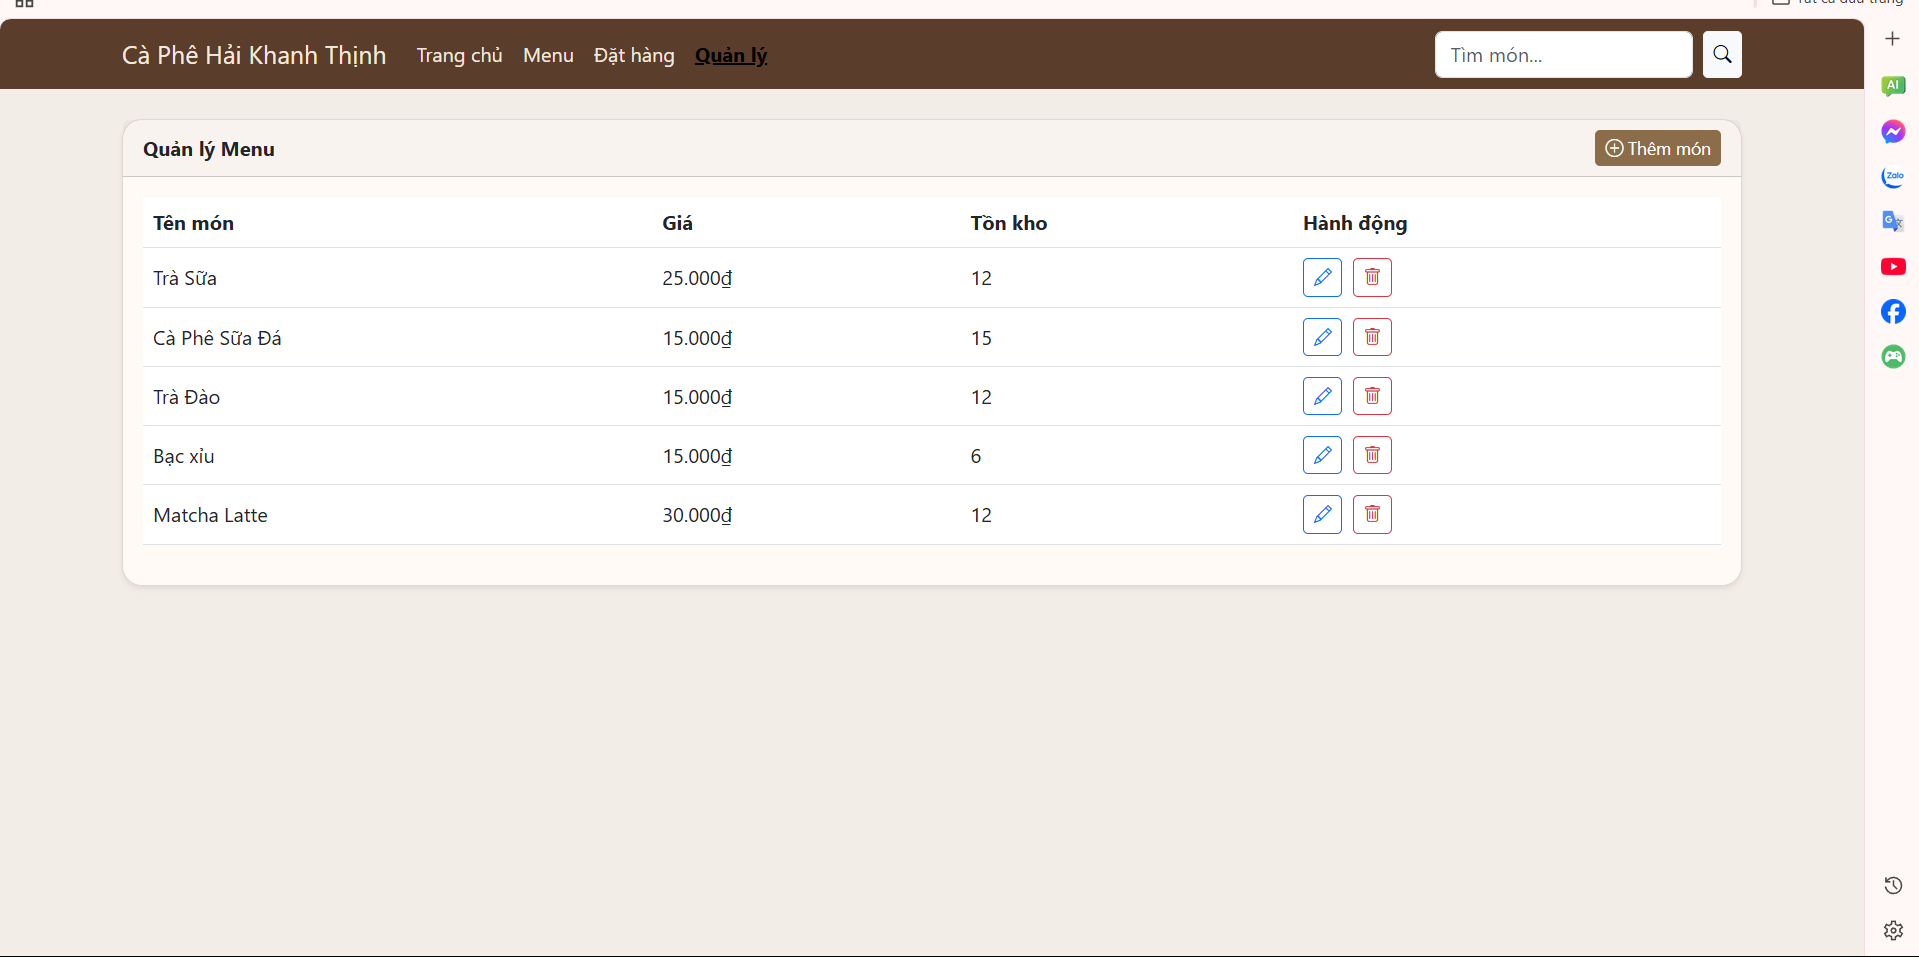 Cà Phê Hải Khanh Thịnh Trang chủ Menu Đặt hàng Quản lý Tìm món...
AI
Zalo
Quản lý Menu Thêm món
Tên món Giá Tồn kho Hành động
Trà Sữa 25.000₫ 12
Cà Phê Sữa Đá 15.000₫ 15
Trà Đào 15.000₫ 12
Bạc xỉu 15.000₫ 6
Matcha Latte 30.000₫ 12